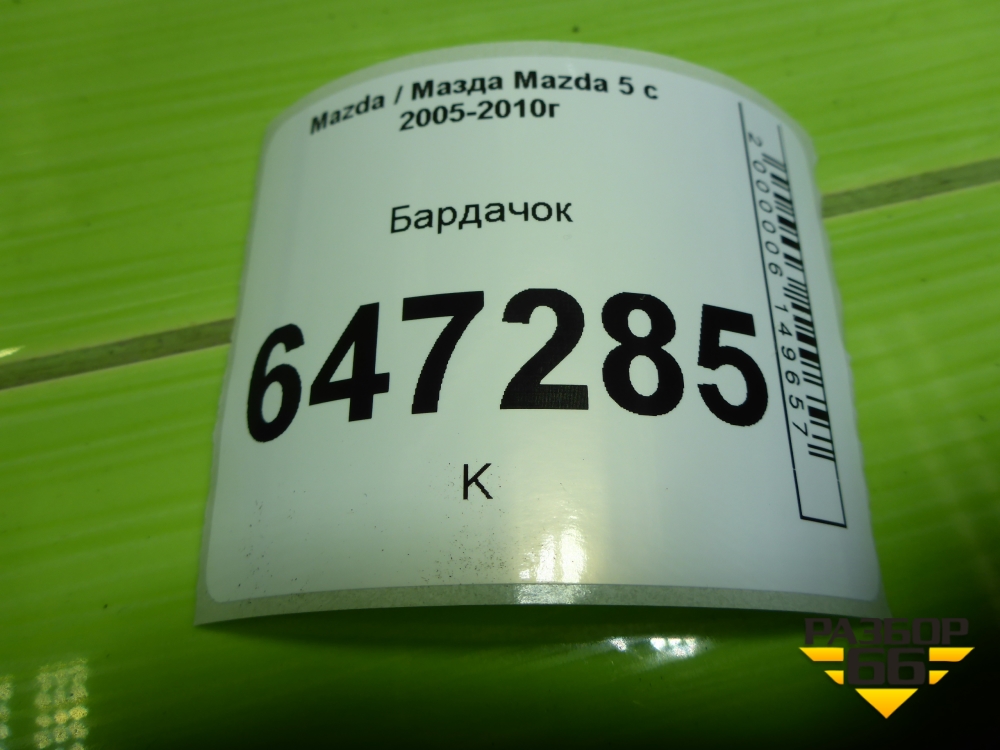 Mazda / Мазда Mazda 5 с
2005-2010г
Бардачок
647285
К
2000006149657
РАЗБОР
66